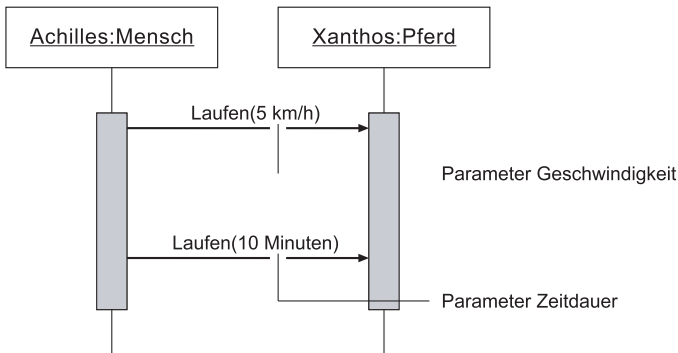 Achilles:Mensch
Xanthos:Pferd
Laufen(5 km/h)
Parameter Geschwindigkeit
Laufen(10 Minuten)
Parameter Zeitdauer